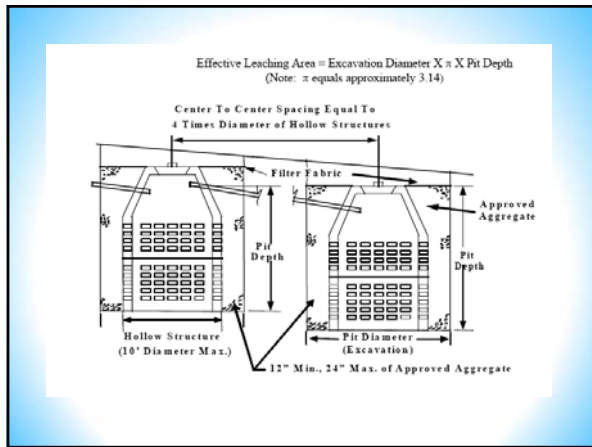 Effective Leaching Area = Excavation Diameter X π X Pit Depth
(Note: π equals approximately 3.14)
Center To Center Spacing Equal To
4 Times Diameter of Hollow Structures
Filter Fabric
Approved
Aggregate
Pit
Depth
Pit
Depth
Hollow Structure
(10' Diameter Max.)
Pit Diameter
(Excavation)
12" Min., 24" Max. of Approved Aggregate